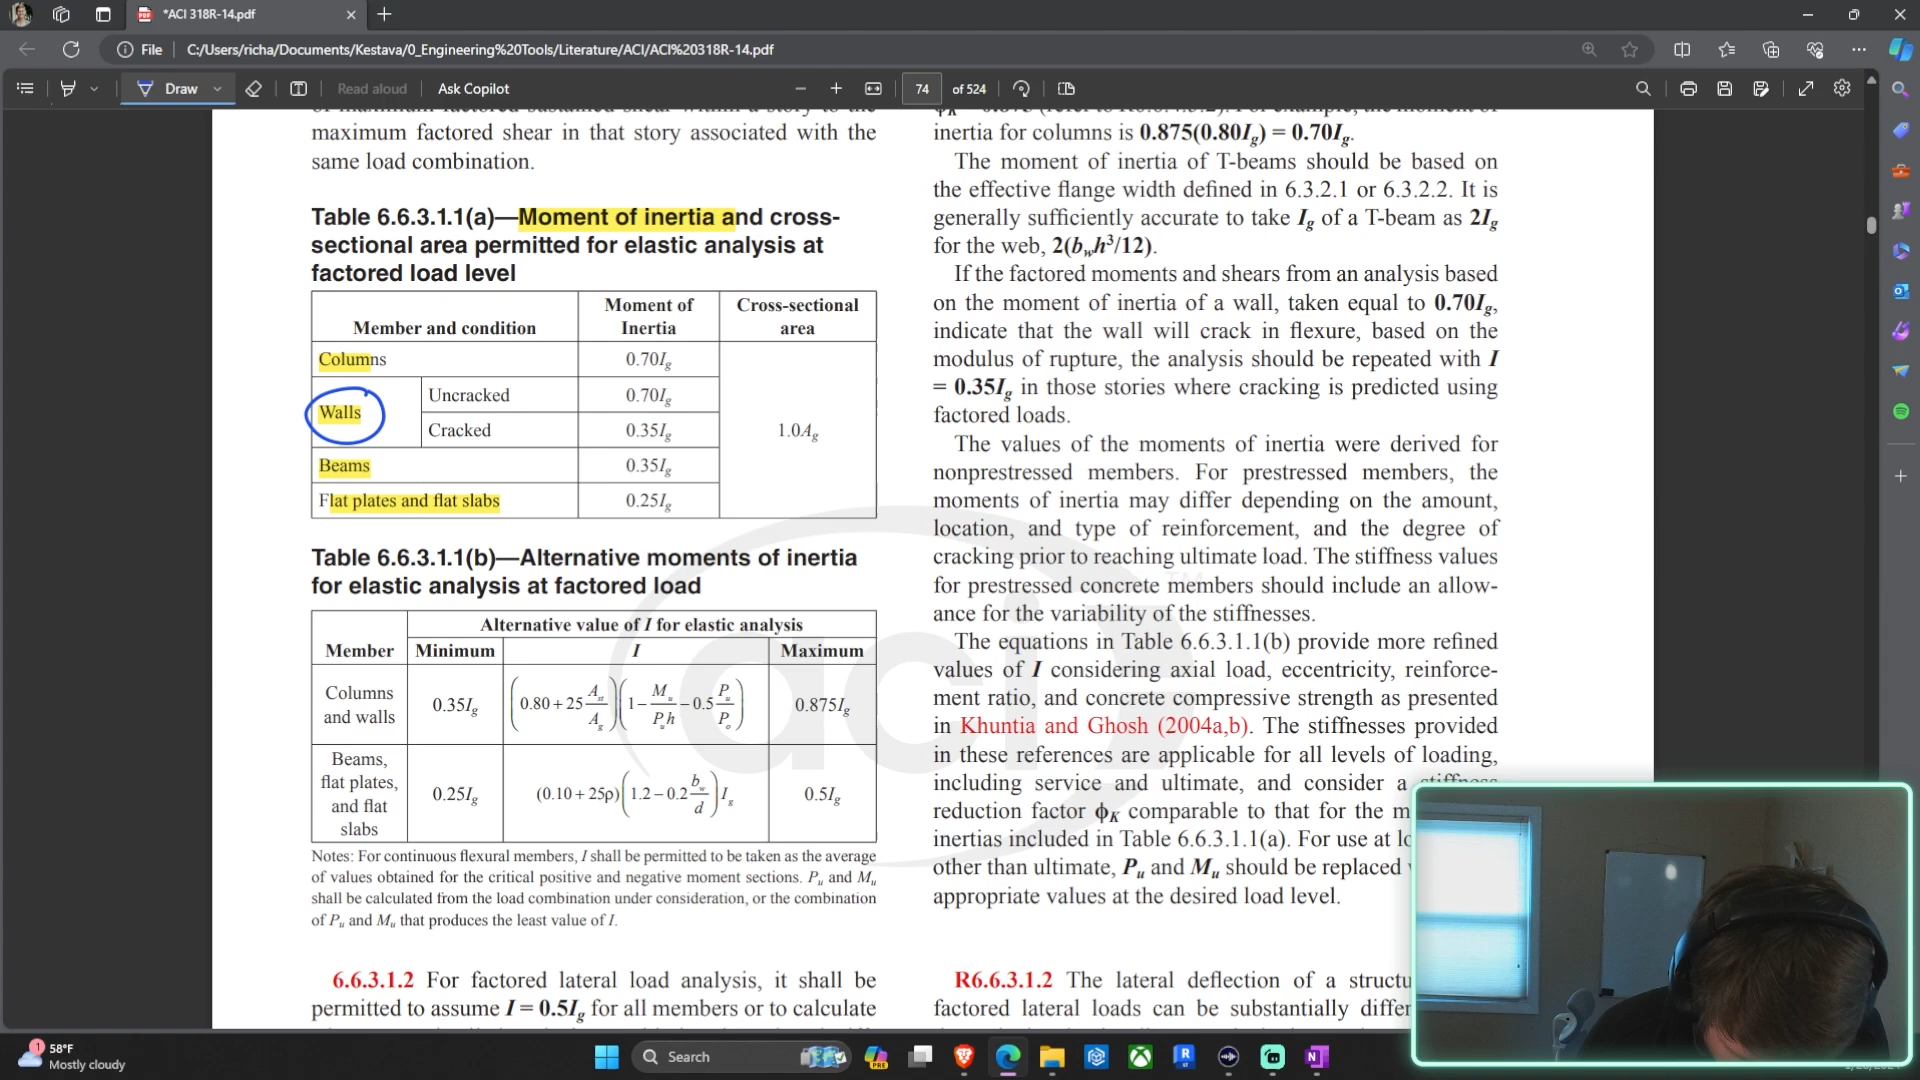 *ACI 318R-14.pdf
File
C:/Users/richa/Documents/Kestava/0_Engineering%20Tools/Literature/ACI/ACI%20318R-14.pdf
Draw
Read aloud
Ask Copilot
74 of 524
maximum factored shear in that story associated with the
same load combination.
Table 6.6.3.1.1(a)—Moment of inertia and cross-
sectional area permitted for elastic analysis at
factored load level
Member and condition
Moment of
Inertia
Cross-sectional
area
Columns 0.70Ig
Walls
Uncracked 0.70Ig
Cracked 0.35Ig
1.0Ag
Beams 0.35Ig
Flat plates and flat slabs 0.25Ig
Table 6.6.3.1.1(b)—Alternative moments of inertia
for elastic analysis at factored load
Alternative value of I for elastic analysis
Member Minimum I Maximum
Columns
and walls
0.35Ig
(0.80 + 25 Ast/Ag)(1 − Mu/Puh − 0.5 Pu/Po)
0.875Ig
Beams,
flat plates,
and flat
slabs
0.25Ig
(0.10 + 25ρ)(1.2 − 0.2 bw/d)Ig
0.5Ig
Notes: For continuous flexural members, I shall be permitted to be taken as the average
of values obtained for the critical positive and negative moment sections. Pu and Mu
shall be calculated from the load combination under consideration, or the combination
of Pu and Mu that produces the least value of I.
6.6.3.1.2 For factored lateral load analysis, it shall be
permitted to assume I = 0.5Ig for all members or to calculate
inertia for columns is 0.875(0.80Ig) = 0.70Ig.
The moment of inertia of T-beams should be based on
the effective flange width defined in 6.3.2.1 or 6.3.2.2. It is
generally sufficiently accurate to take Ig of a T-beam as 2Ig
for the web, 2(bwh³/12).
If the factored moments and shears from an analysis based
on the moment of inertia of a wall, taken equal to 0.70Ig,
indicate that the wall will crack in flexure, based on the
modulus of rupture, the analysis should be repeated with I
= 0.35Ig in those stories where cracking is predicted using
factored loads.
The values of the moments of inertia were derived for
nonprestressed members. For prestressed members, the
moments of inertia may differ depending on the amount,
location, and type of reinforcement, and the degree of
cracking prior to reaching ultimate load. The stiffness values
for prestressed concrete members should include an allow-
ance for the variability of the stiffnesses.
The equations in Table 6.6.3.1.1(b) provide more refined
values of I considering axial load, eccentricity, reinforce-
ment ratio, and concrete compressive strength as presented
in Khuntia and Ghosh (2004a,b). The stiffnesses provided
in these references are applicable for all levels of loading,
including service and ultimate, and consider a stiffness
reduction factor ϕK comparable to that for the m
inertias included in Table 6.6.3.1.1(a). For use at lo
other than ultimate, Pu and Mu should be replaced
appropriate values at the desired load level.
R6.6.3.1.2 The lateral deflection of a structu
factored lateral loads can be substantially differ
aci
TM
1
58°F
Mostly cloudy
Search
PRE